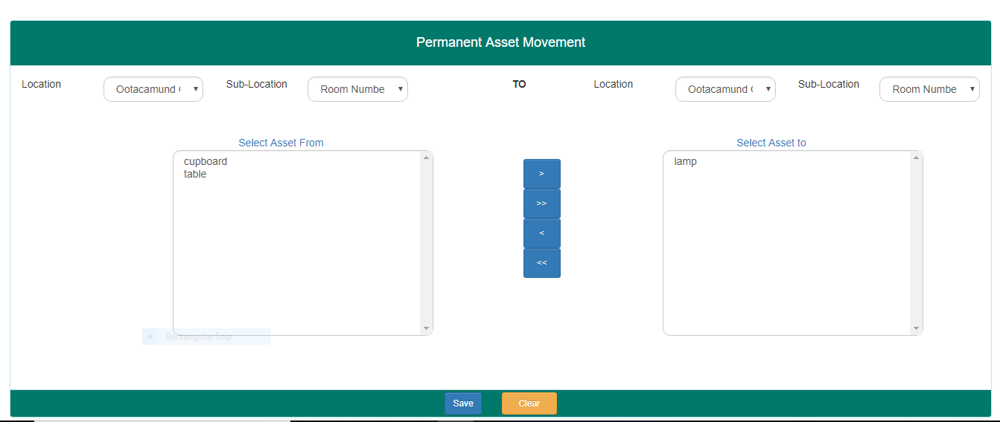 Permanent Asset Movement
Location Ootacamund Sub-Location Room Numbe TO Location Ootacamund Sub-Location Room Numbe
Select Asset From Select Asset to
cupboard
table
lamp
>
>>
<
<<
Rectangular Snip
Save Clear